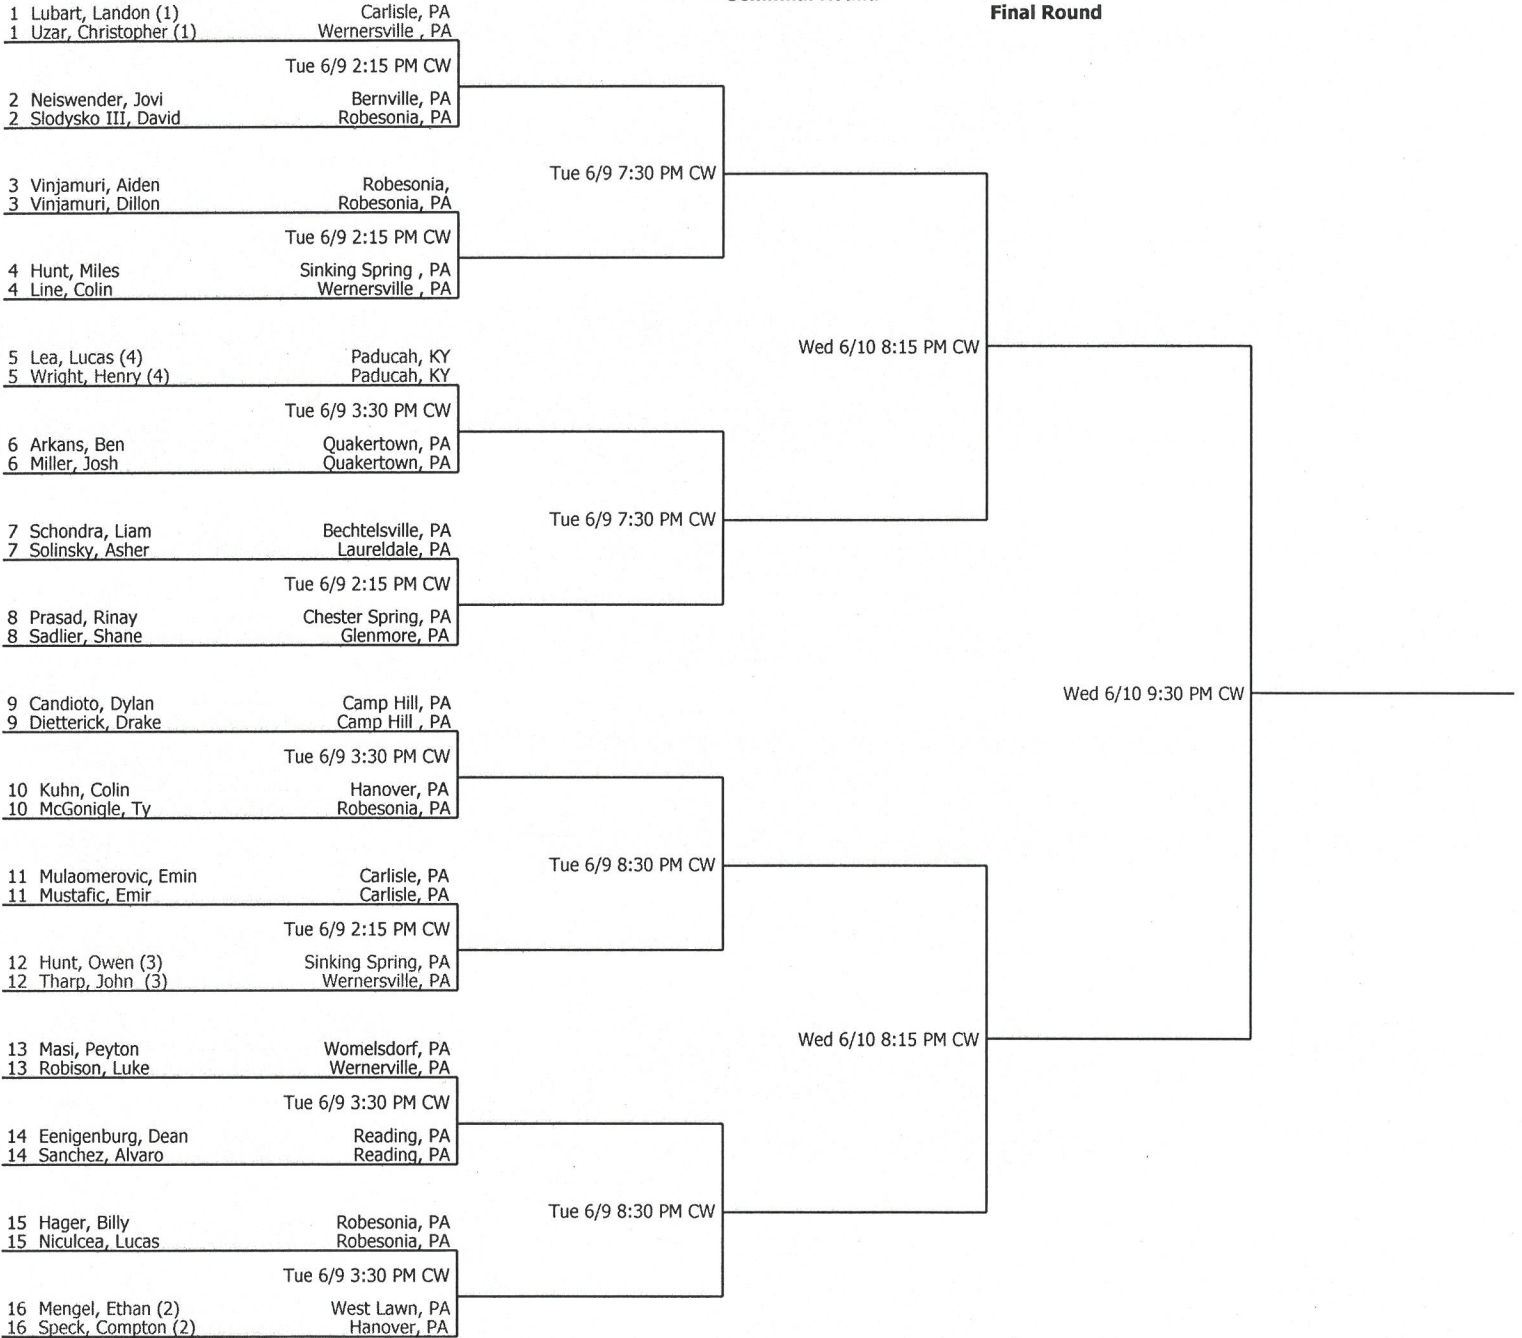 Final Round
1 Lubart, Landon (1) Carlisle, PA
1 Uzar, Christopher (1) Wernersville , PA
Tue 6/9 2:15 PM CW
2 Neiswender, Jovi Bernville, PA
2 Slodysko III, David Robesonia, PA
Tue 6/9 7:30 PM CW
3 Vinjamuri, Aiden Robesonia,
3 Vinjamuri, Dillon Robesonia, PA
Tue 6/9 2:15 PM CW
4 Hunt, Miles Sinking Spring , PA
4 Line, Colin Wernersville , PA
Wed 6/10 8:15 PM CW
5 Lea, Lucas (4) Paducah, KY
5 Wright, Henry (4) Paducah, KY
Tue 6/9 3:30 PM CW
6 Arkans, Ben Quakertown, PA
6 Miller, Josh Quakertown, PA
Tue 6/9 7:30 PM CW
7 Schondra, Liam Bechtelsville, PA
7 Solinsky, Asher Laureldale, PA
Tue 6/9 2:15 PM CW
8 Prasad, Rinay Chester Spring, PA
8 Sadlier, Shane Glenmore, PA
Wed 6/10 9:30 PM CW
9 Candioto, Dylan Camp Hill, PA
9 Dietterick, Drake Camp Hill , PA
Tue 6/9 3:30 PM CW
10 Kuhn, Colin Hanover, PA
10 McGonigle, Ty Robesonia, PA
Tue 6/9 8:30 PM CW
11 Mulaomerovic, Emin Carlisle, PA
11 Mustafic, Emir Carlisle, PA
Tue 6/9 2:15 PM CW
12 Hunt, Owen (3) Sinking Spring, PA
12 Tharp, John (3) Wernersville, PA
Wed 6/10 8:15 PM CW
13 Masi, Peyton Womelsdorf, PA
13 Robison, Luke Wernerville, PA
Tue 6/9 3:30 PM CW
14 Eenigenburg, Dean Reading, PA
14 Sanchez, Alvaro Reading, PA
Tue 6/9 8:30 PM CW
15 Hager, Billy Robesonia, PA
15 Niculcea, Lucas Robesonia, PA
Tue 6/9 3:30 PM CW
16 Mengel, Ethan (2) West Lawn, PA
16 Speck, Compton (2) Hanover, PA